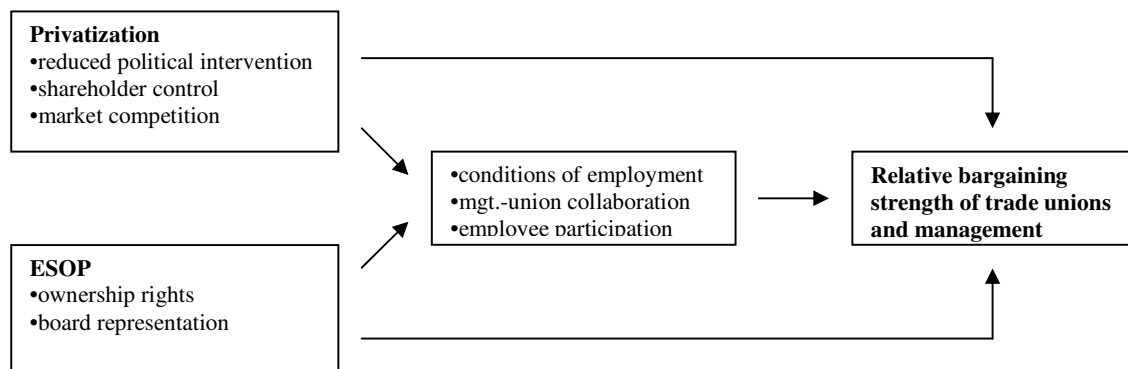 Privatization
•reduced political intervention
•shareholder control
•market competition
•conditions of employment
•mgt.-union collaboration
•employee participation
Relative bargaining
strength of trade unions
and management
ESOP
•ownership rights
•board representation